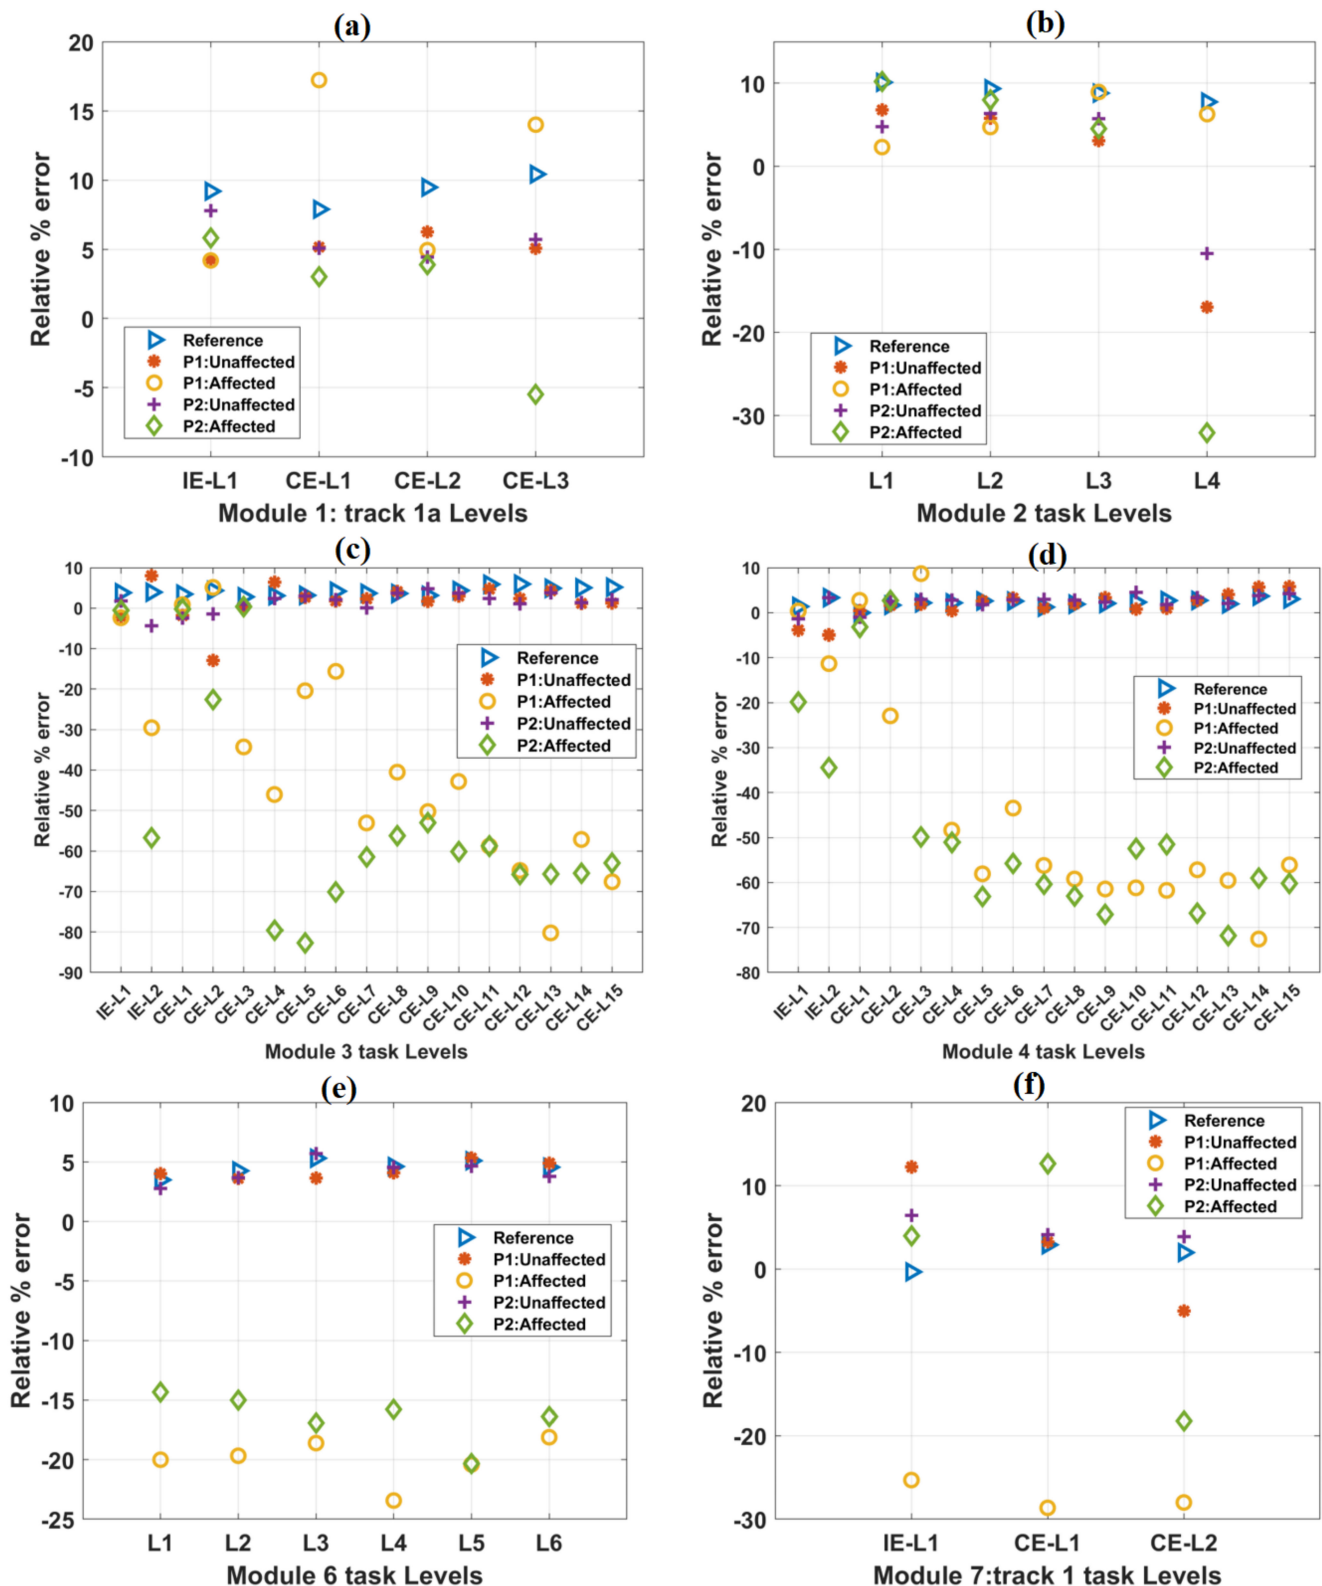 (a)
20
15
10
5
0
-5
-10
Relative % error
Reference
P1:Unaffected
P1:Affected
P2:Unaffected
P2:Affected
IE-L1 CE-L1 CE-L2 CE-L3
Module 1: track 1a Levels
(b)
10
0
-10
-20
-30
Relative % error
Reference
P1:Unaffected
P1:Affected
P2:Unaffected
P2:Affected
L1 L2 L3 L4
Module 2 task Levels
(c)
10
0
-10
-20
-30
-40
-50
-60
-70
-80
-90
Relative % error
Reference
P1:Unaffected
P1:Affected
P2:Unaffected
P2:Affected
IE-L1 IE-L2 CE-L1 CE-L2 CE-L3 CE-L4 CE-L5 CE-L6 CE-L7 CE-L8 CE-L9 CE-L10 CE-L11 CE-L12 CE-L13 CE-L14 CE-L15
Module 3 task Levels
(d)
10
0
-10
-20
-30
-40
-50
-60
-70
-80
Relative % error
Reference
P1:Unaffected
P1:Affected
P2:Unaffected
P2:Affected
IE-L1 IE-L2 CE-L1 CE-L2 CE-L3 CE-L4 CE-L5 CE-L6 CE-L7 CE-L8 CE-L9 CE-L10 CE-L11 CE-L12 CE-L13 CE-L14 CE-L15
Module 4 task Levels
(e)
10
5
0
-5
-10
-15
-20
-25
Relative % error
Reference
P1:Unaffected
P1:Affected
P2:Unaffected
P2:Affected
L1 L2 L3 L4 L5 L6
Module 6 task Levels
(f)
20
10
0
-10
-20
-30
Relative % error
Reference
P1:Unaffected
P1:Affected
P2:Unaffected
P2:Affected
IE-L1 CE-L1 CE-L2
Module 7:track 1 task Levels